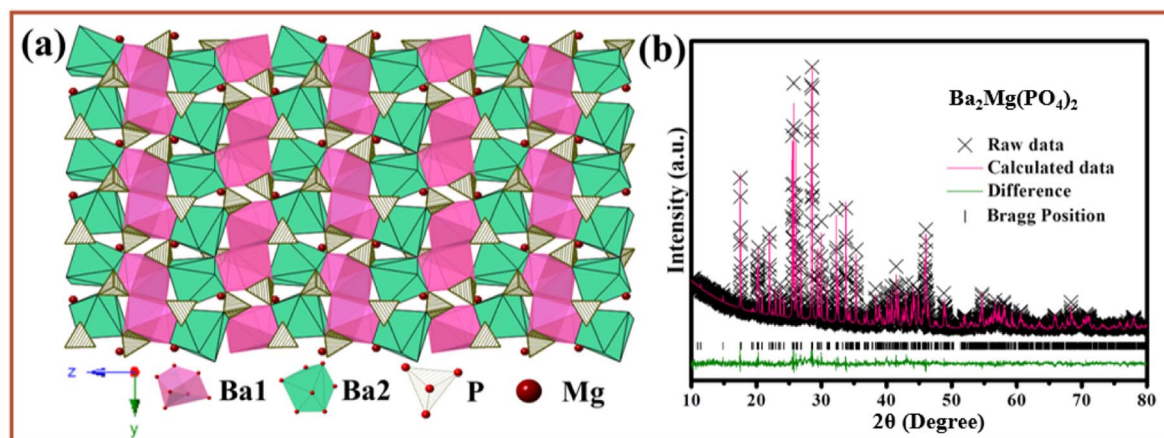 (a)
z
y
Ba1
Ba2
P
Mg
(b)
Ba₂Mg(PO₄)₂
Raw data
Calculated data
Difference
Bragg Position
Intensity (a.u.)
10 20 30 40 50 60 70 80
2θ (Degree)